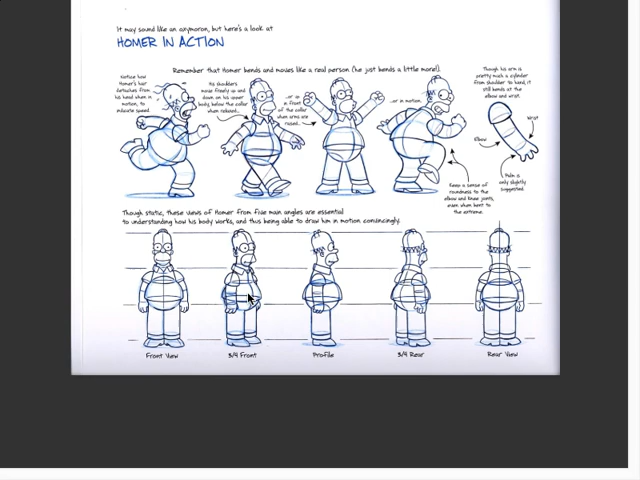 It may sound like an oxymoron, but here's a look at
HOMER IN ACTION
Remember that Homer bends and moves like a real person (he just bends a little more!).
Notice how
Homer's hair
detaches from
his head when in
motion, to
indicate speed.
His shoulders
move freely up and
down on his upper
body below the collar
when relaxed...
...or up
in front
of the collar
when arms are
raised...
...or in motion.
Though his arm is
pretty much a cylinder
from shoulder to hand, it
still bends at the
elbow and wrist.
Wrist
Elbow
Palm is
only slightly
suggested.
Keep a sense of
roundness to the
elbow and knee joints,
even when bent to
the extreme.
Though static, these views of Homer from five main angles are essential
to understanding how his body works, and thus being able to draw him in motion convincingly.
Front View
3/4 Front
Profile
3/4 Rear
Rear View